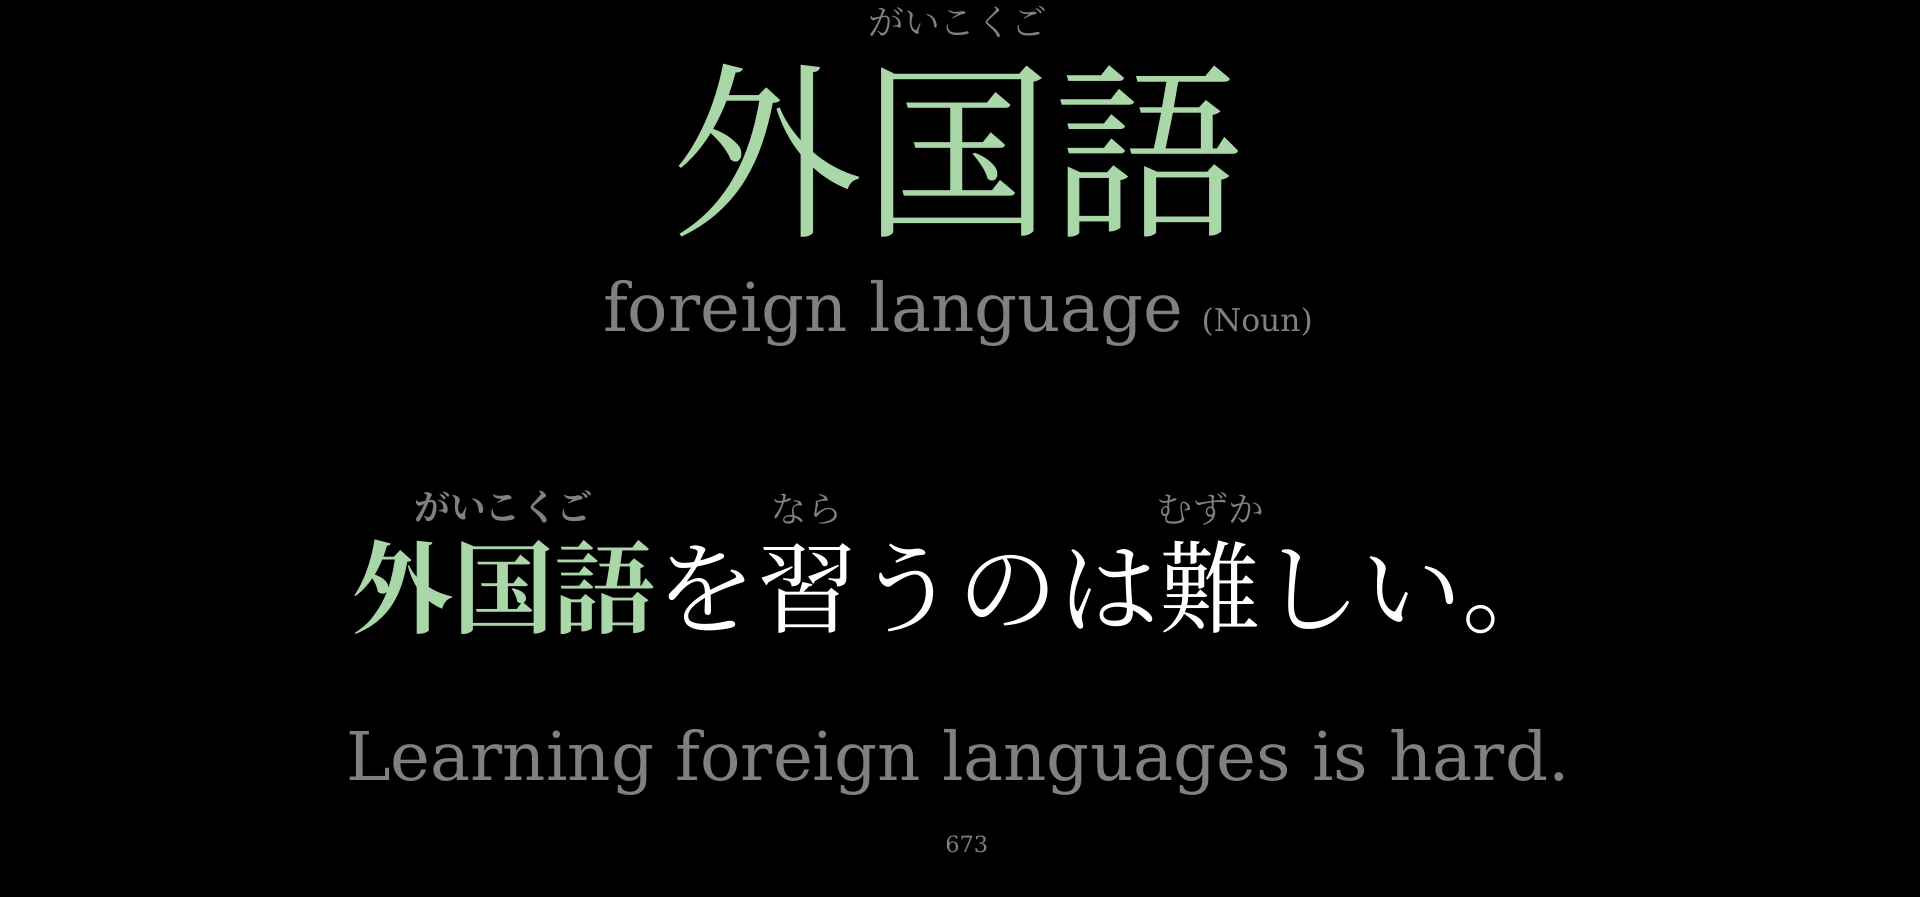 がいこくご
外国語
foreign language (Noun)
がいこくご なら むずか
外国語を習うのは難しい。
Learning foreign languages is hard.
673